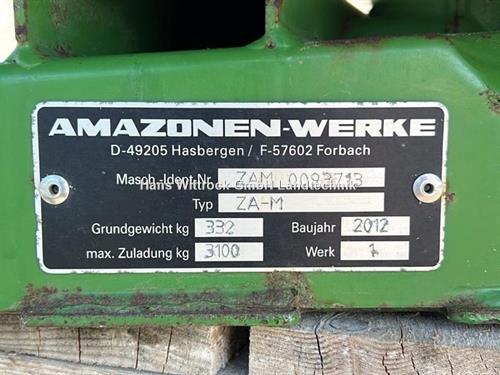 AMAZONEN-WERKE
D-49205 Hasbergen / F-57602 Forbach
Masch.-Ident.Nr. ZAM 0093713
Hans Wittrock GmbH Landtechnik
Typ ZA-M
Grundgewicht kg 332 Baujahr 2012
max. Zuladung kg 3100 Werk 1